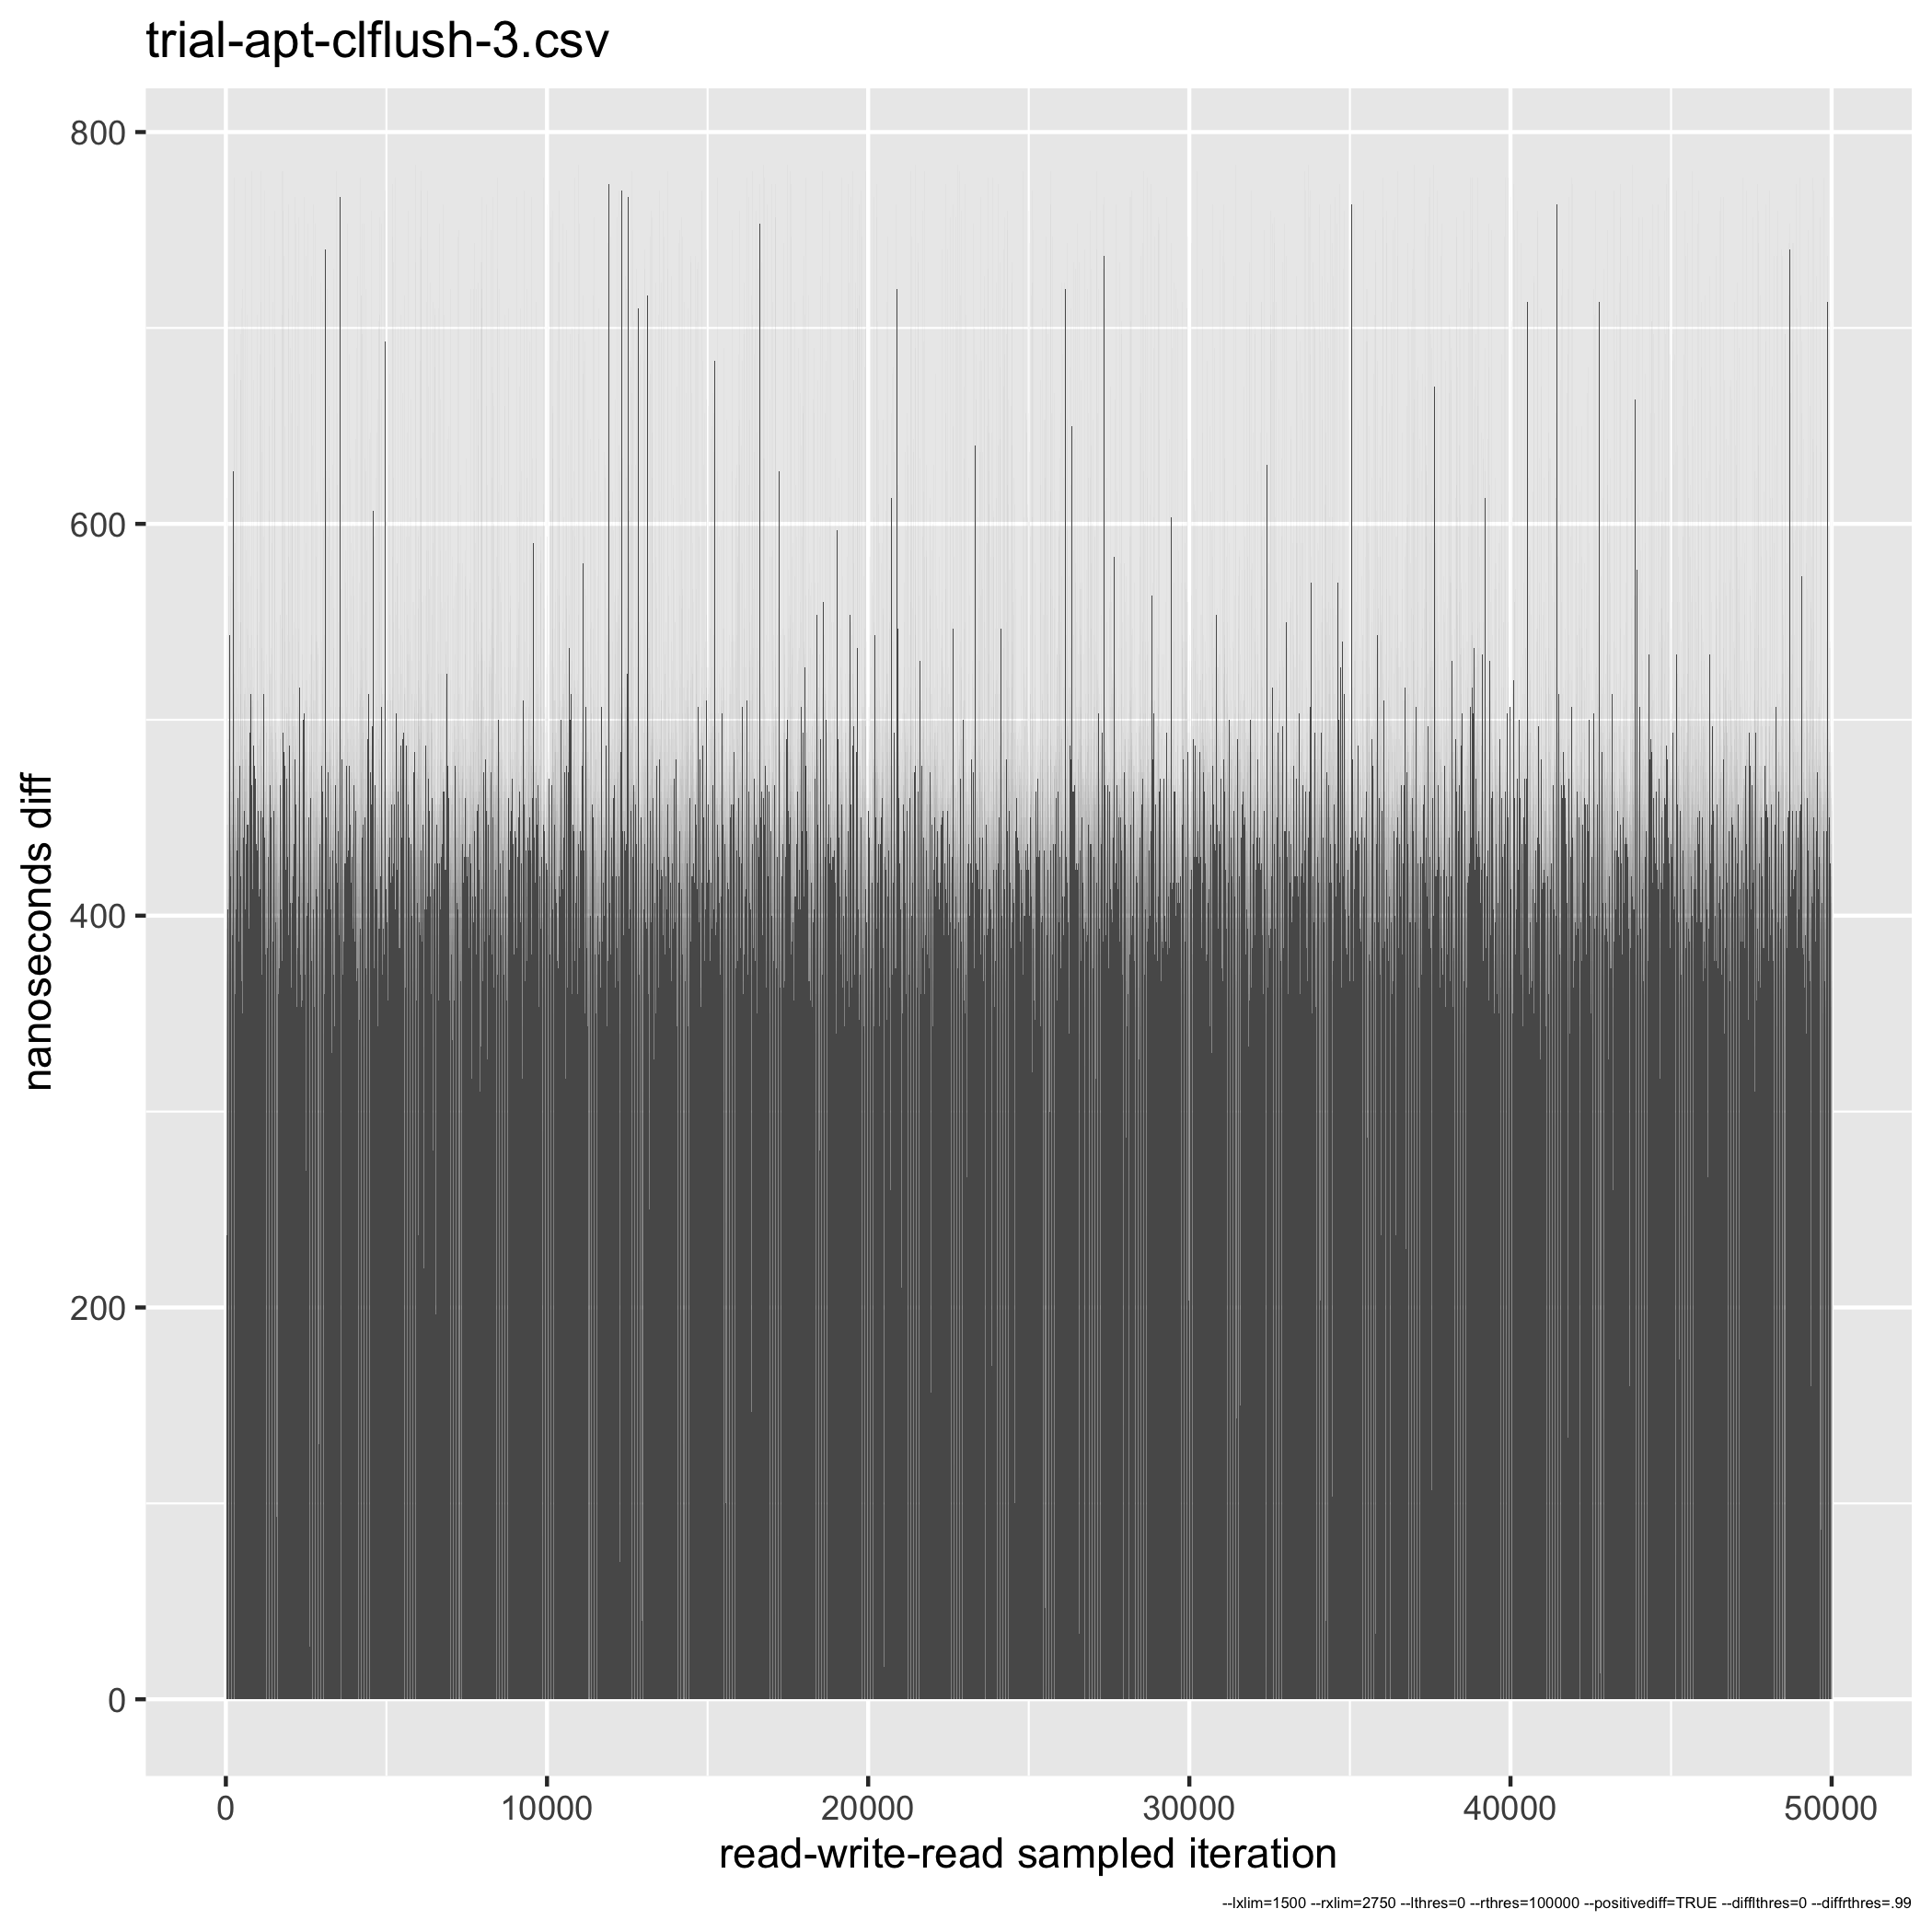 trial-apt-clflush-3.csv
nanoseconds diff
800
600
400
200
0
0 10000 20000 30000 40000 50000
read-write-read sampled iteration
--lxlim=1500 --rxlim=2750 --lthres=0 --rthres=100000 --positivediff=TRUE --difflthres=0 --diffrthres=.99